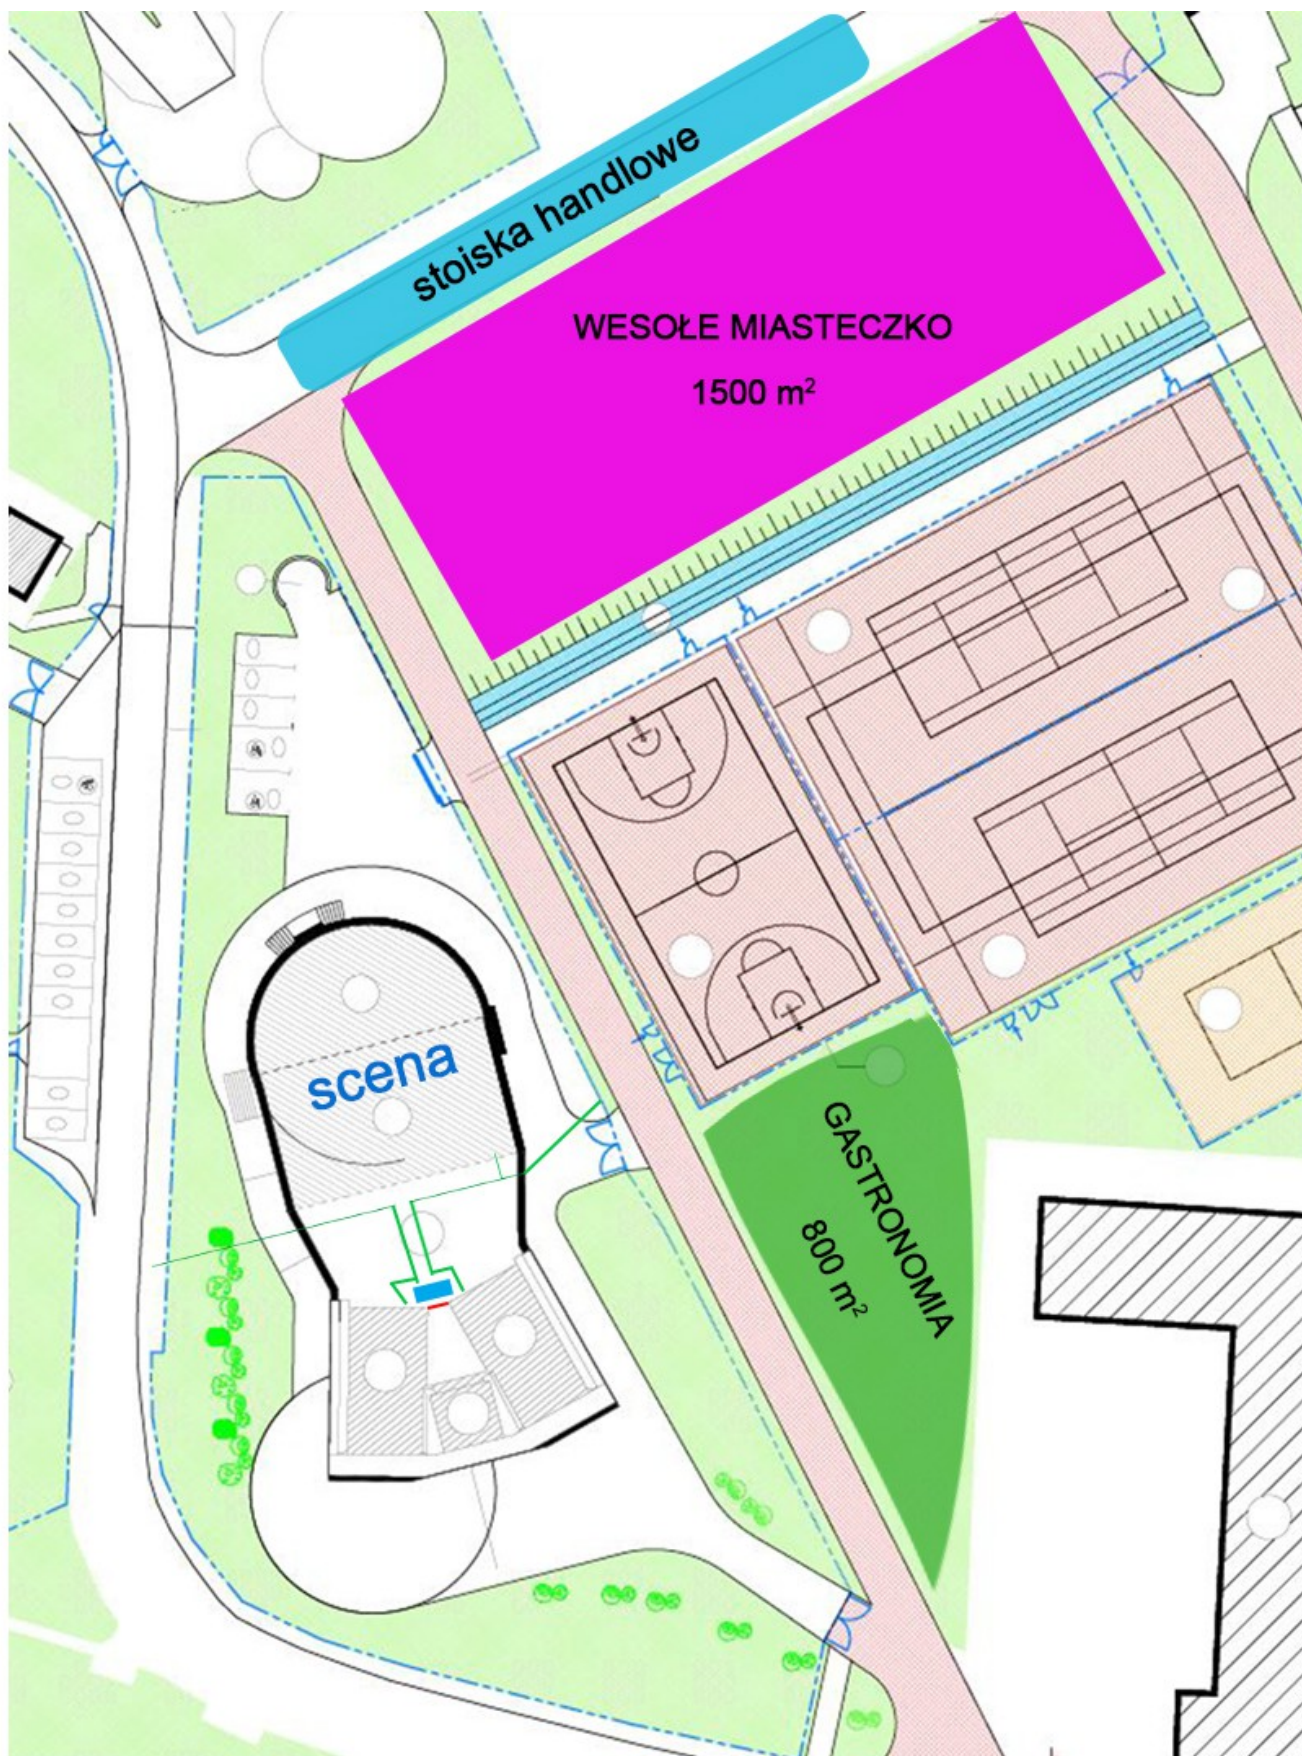 stoiska handlowe
WESOŁE MIASTECZKO
1500 m²
scena
GASTRONOMIA
800 m²